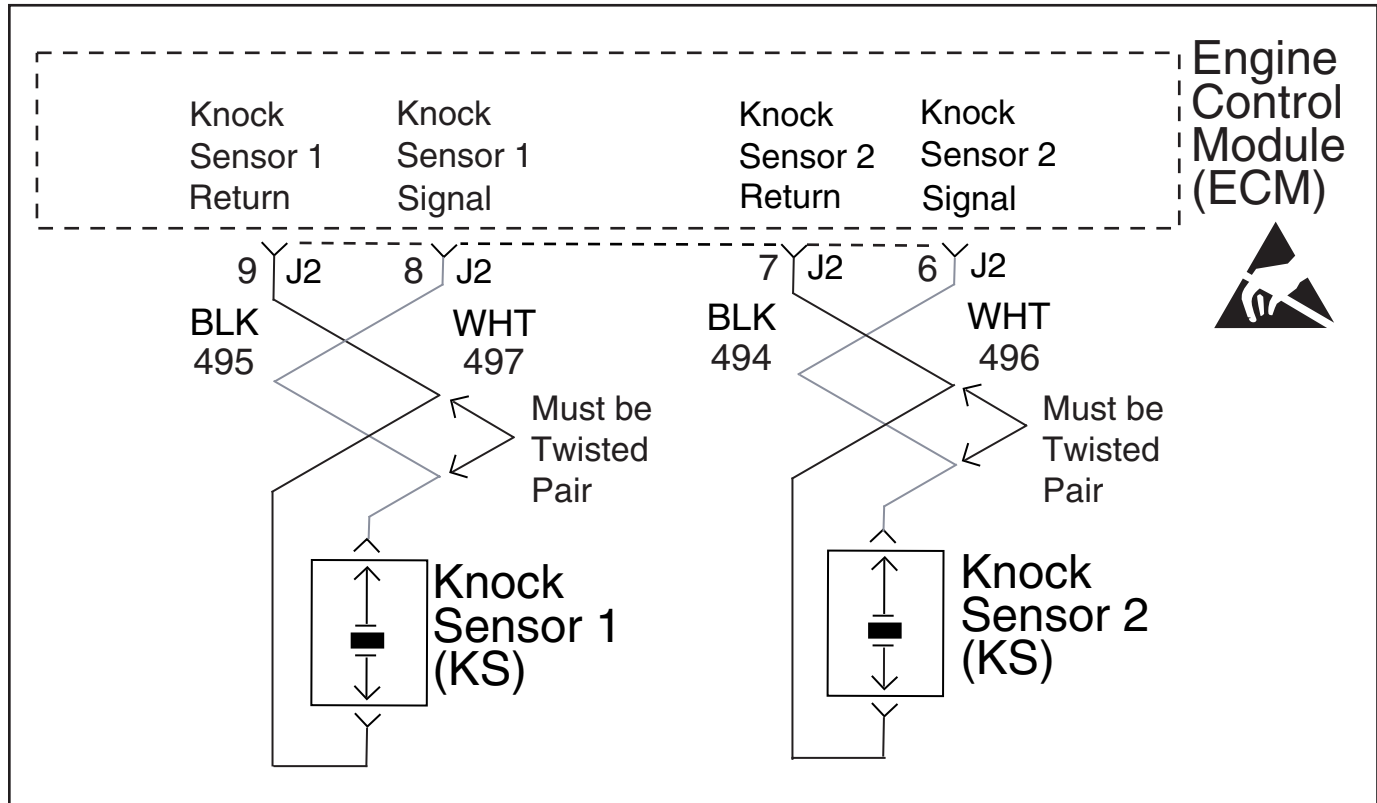 Engine
Control
Module
(ECM)
Knock
Sensor 1
Return
Knock
Sensor 1
Signal
Knock
Sensor 2
Return
Knock
Sensor 2
Signal
9 J2
8 J2
7 J2
6 J2
BLK
495
WHT
497
BLK
494
WHT
496
Must be
Twisted
Pair
Must be
Twisted
Pair
Knock
Sensor 1
(KS)
Knock
Sensor 2
(KS)